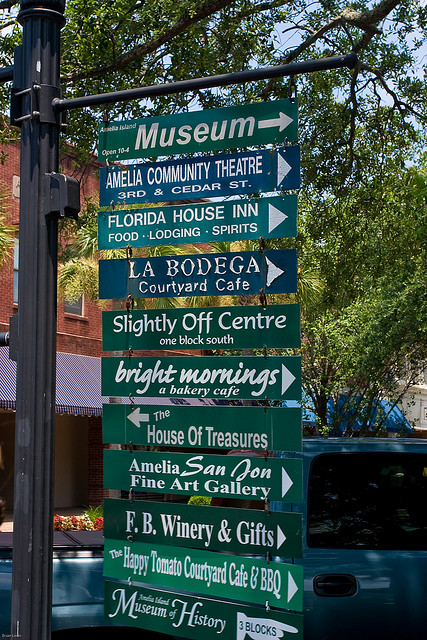 Amelia Island
Museum
Open 10-4
AMELIA COMMUNITY THEATRE
3RD & CEDAR ST.
FLORIDA HOUSE INN
FOOD · LODGING · SPIRITS
LA BODEGA
Courtyard Cafe
Slightly Off Centre
one block south
bright mornings
a bakery cafe
The
House Of Treasures
Amelia San Jon
Fine Art Gallery
F. B. Winery & Gifts
The Happy Tomato Courtyard Cafe & BBQ
Amelia Island
Museum of History
3 BLOCKS